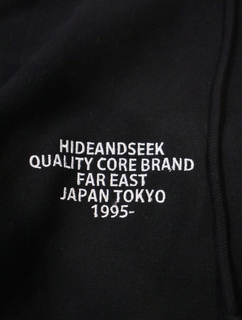 HIDEANDSEEK
QUALITY CORE BRAND
FAR EAST
JAPAN TOKYO
1995-